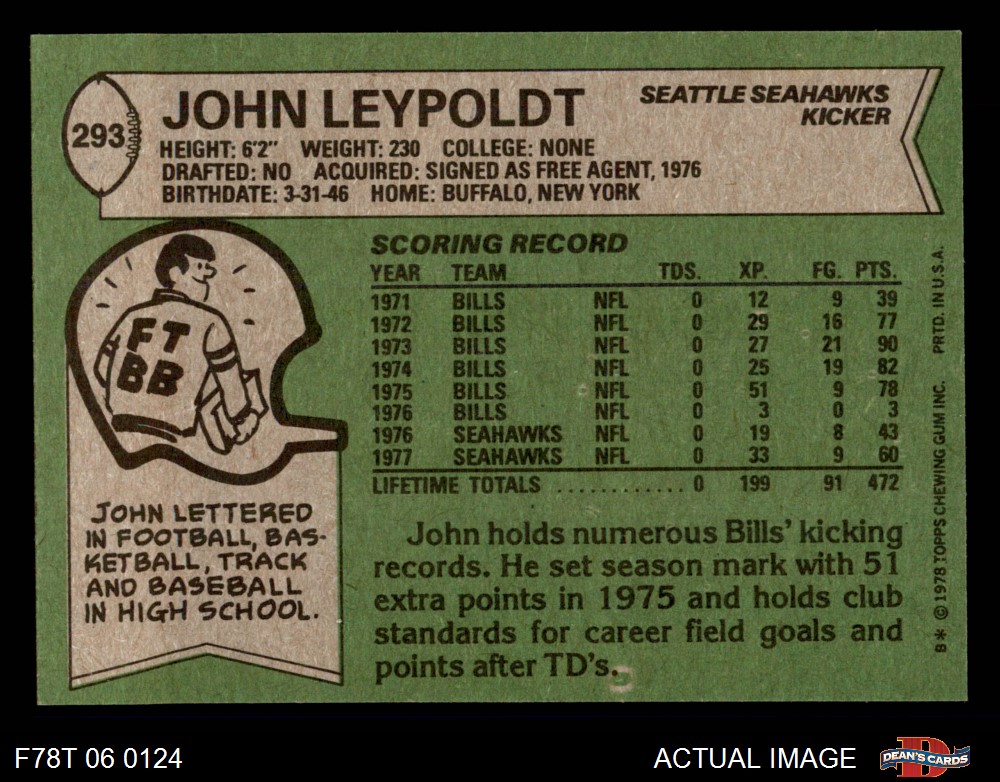 293
JOHN LEYPOLDT
SEATTLE SEAHAWKS
KICKER
HEIGHT: 6'2" WEIGHT: 230 COLLEGE: NONE
DRAFTED: NO ACQUIRED: SIGNED AS FREE AGENT, 1976
BIRTHDATE: 3-31-46 HOME: BUFFALO, NEW YORK
FT
BB
JOHN LETTERED
IN FOOTBALL, BAS-
KETBALL, TRACK
AND BASEBALL
IN HIGH SCHOOL.
SCORING RECORD
YEAR TEAM TDS. XP. FG. PTS.
1971 BILLS NFL 0 12 9 39
1972 BILLS NFL 0 29 16 77
1973 BILLS NFL 0 27 21 90
1974 BILLS NFL 0 25 19 82
1975 BILLS NFL 0 51 9 78
1976 BILLS NFL 0 3 0 3
1976 SEAHAWKS NFL 0 19 8 43
1977 SEAHAWKS NFL 0 33 9 60
LIFETIME TOTALS ............ 0 199 91 472
John holds numerous Bills' kicking
records. He set season mark with 51
extra points in 1975 and holds club
standards for career field goals and
points after TD's.
B* © 1978 TOPPS CHEWING GUM INC. PRTD. IN U.S.A.
F78T 06 0124
ACTUAL IMAGE
D
DEAN'S CARDS